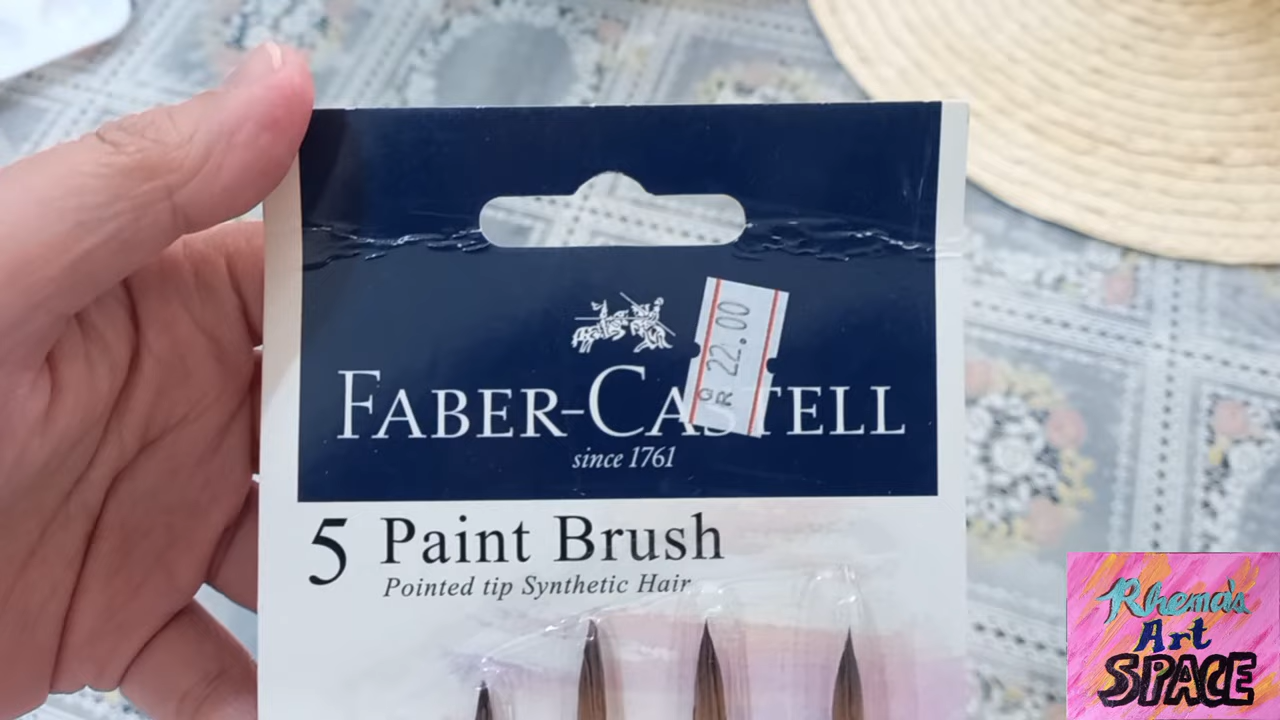 FABER-CASTELL
since 1761
QR 22.00
5 Paint Brush
Pointed tip Synthetic Hair
Rhema's
Art
SPACE